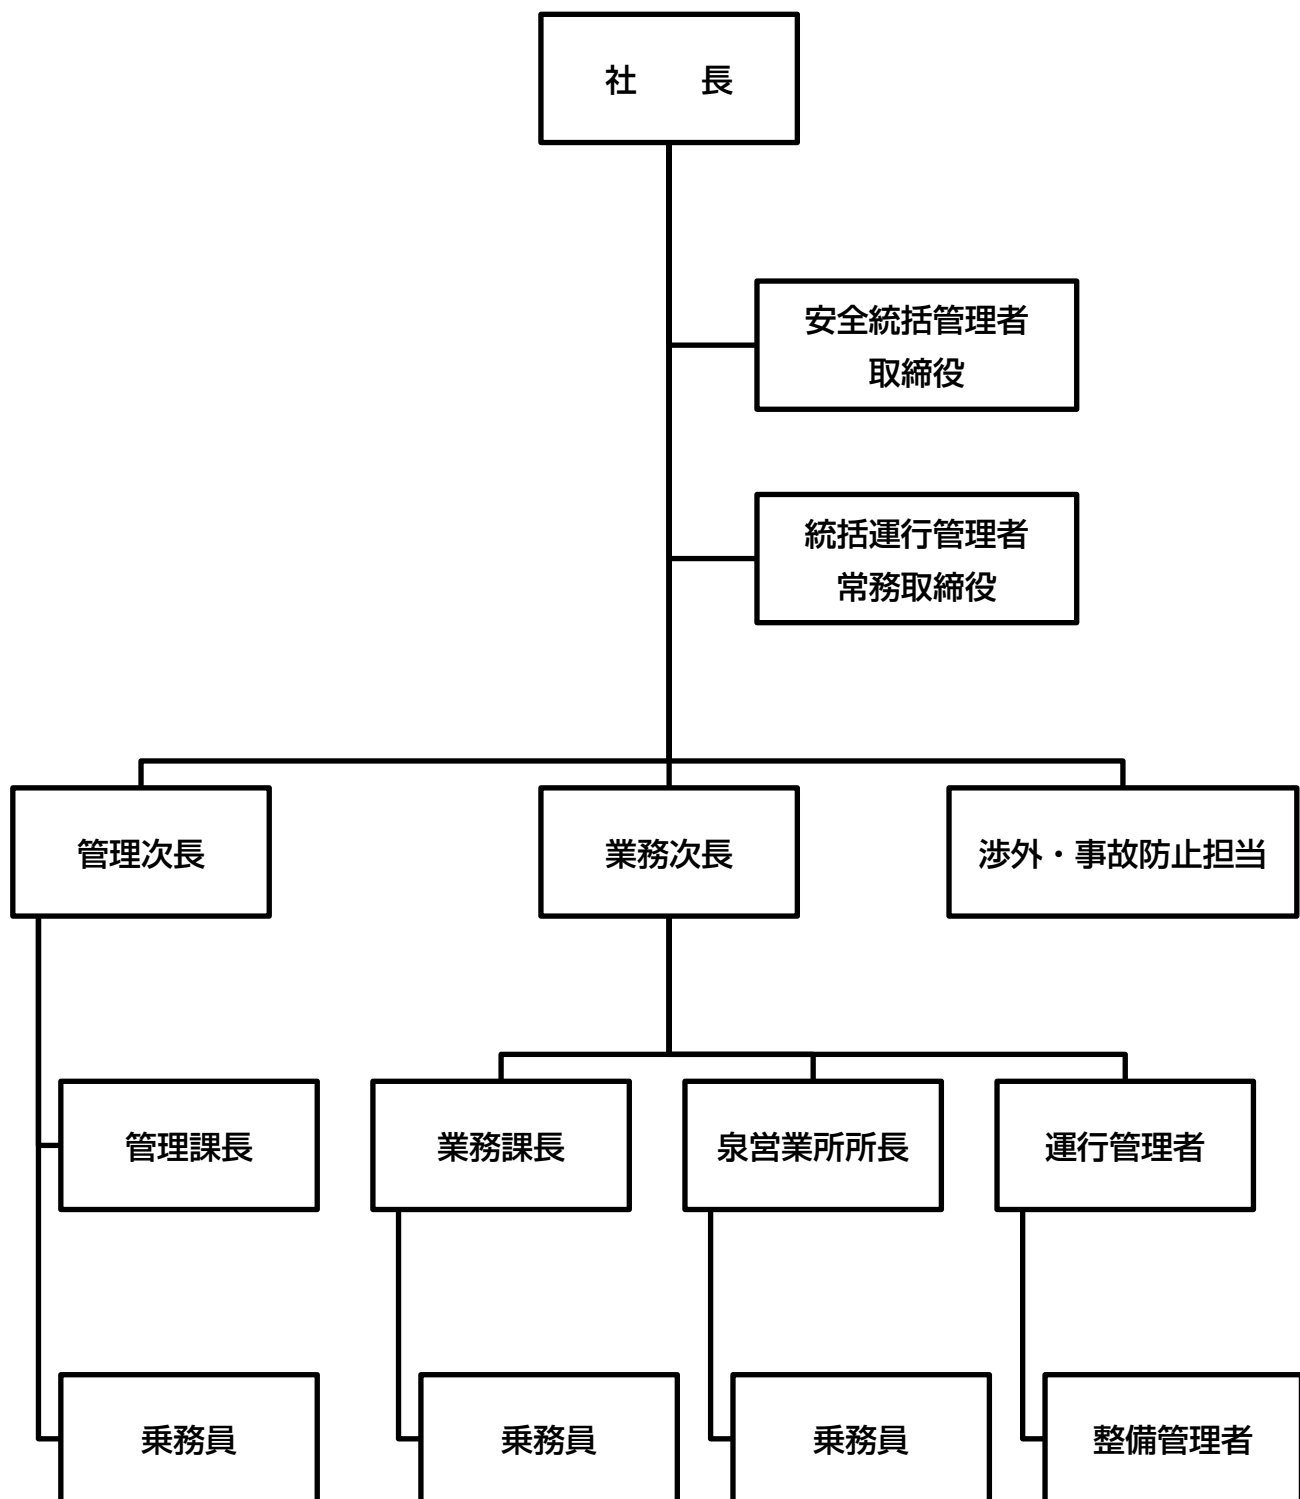 社　長
安全統括管理者
取締役
統括運行管理者
常務取締役
管理次長
業務次長
渉外・事故防止担当
管理課長
業務課長
泉営業所所長
運行管理者
乗務員
乗務員
乗務員
整備管理者